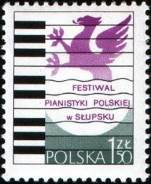 FESTIWAL
PIANISTYKI POLSKIEJ
w SŁUPSKU
POLSKA 1 ZŁ 50